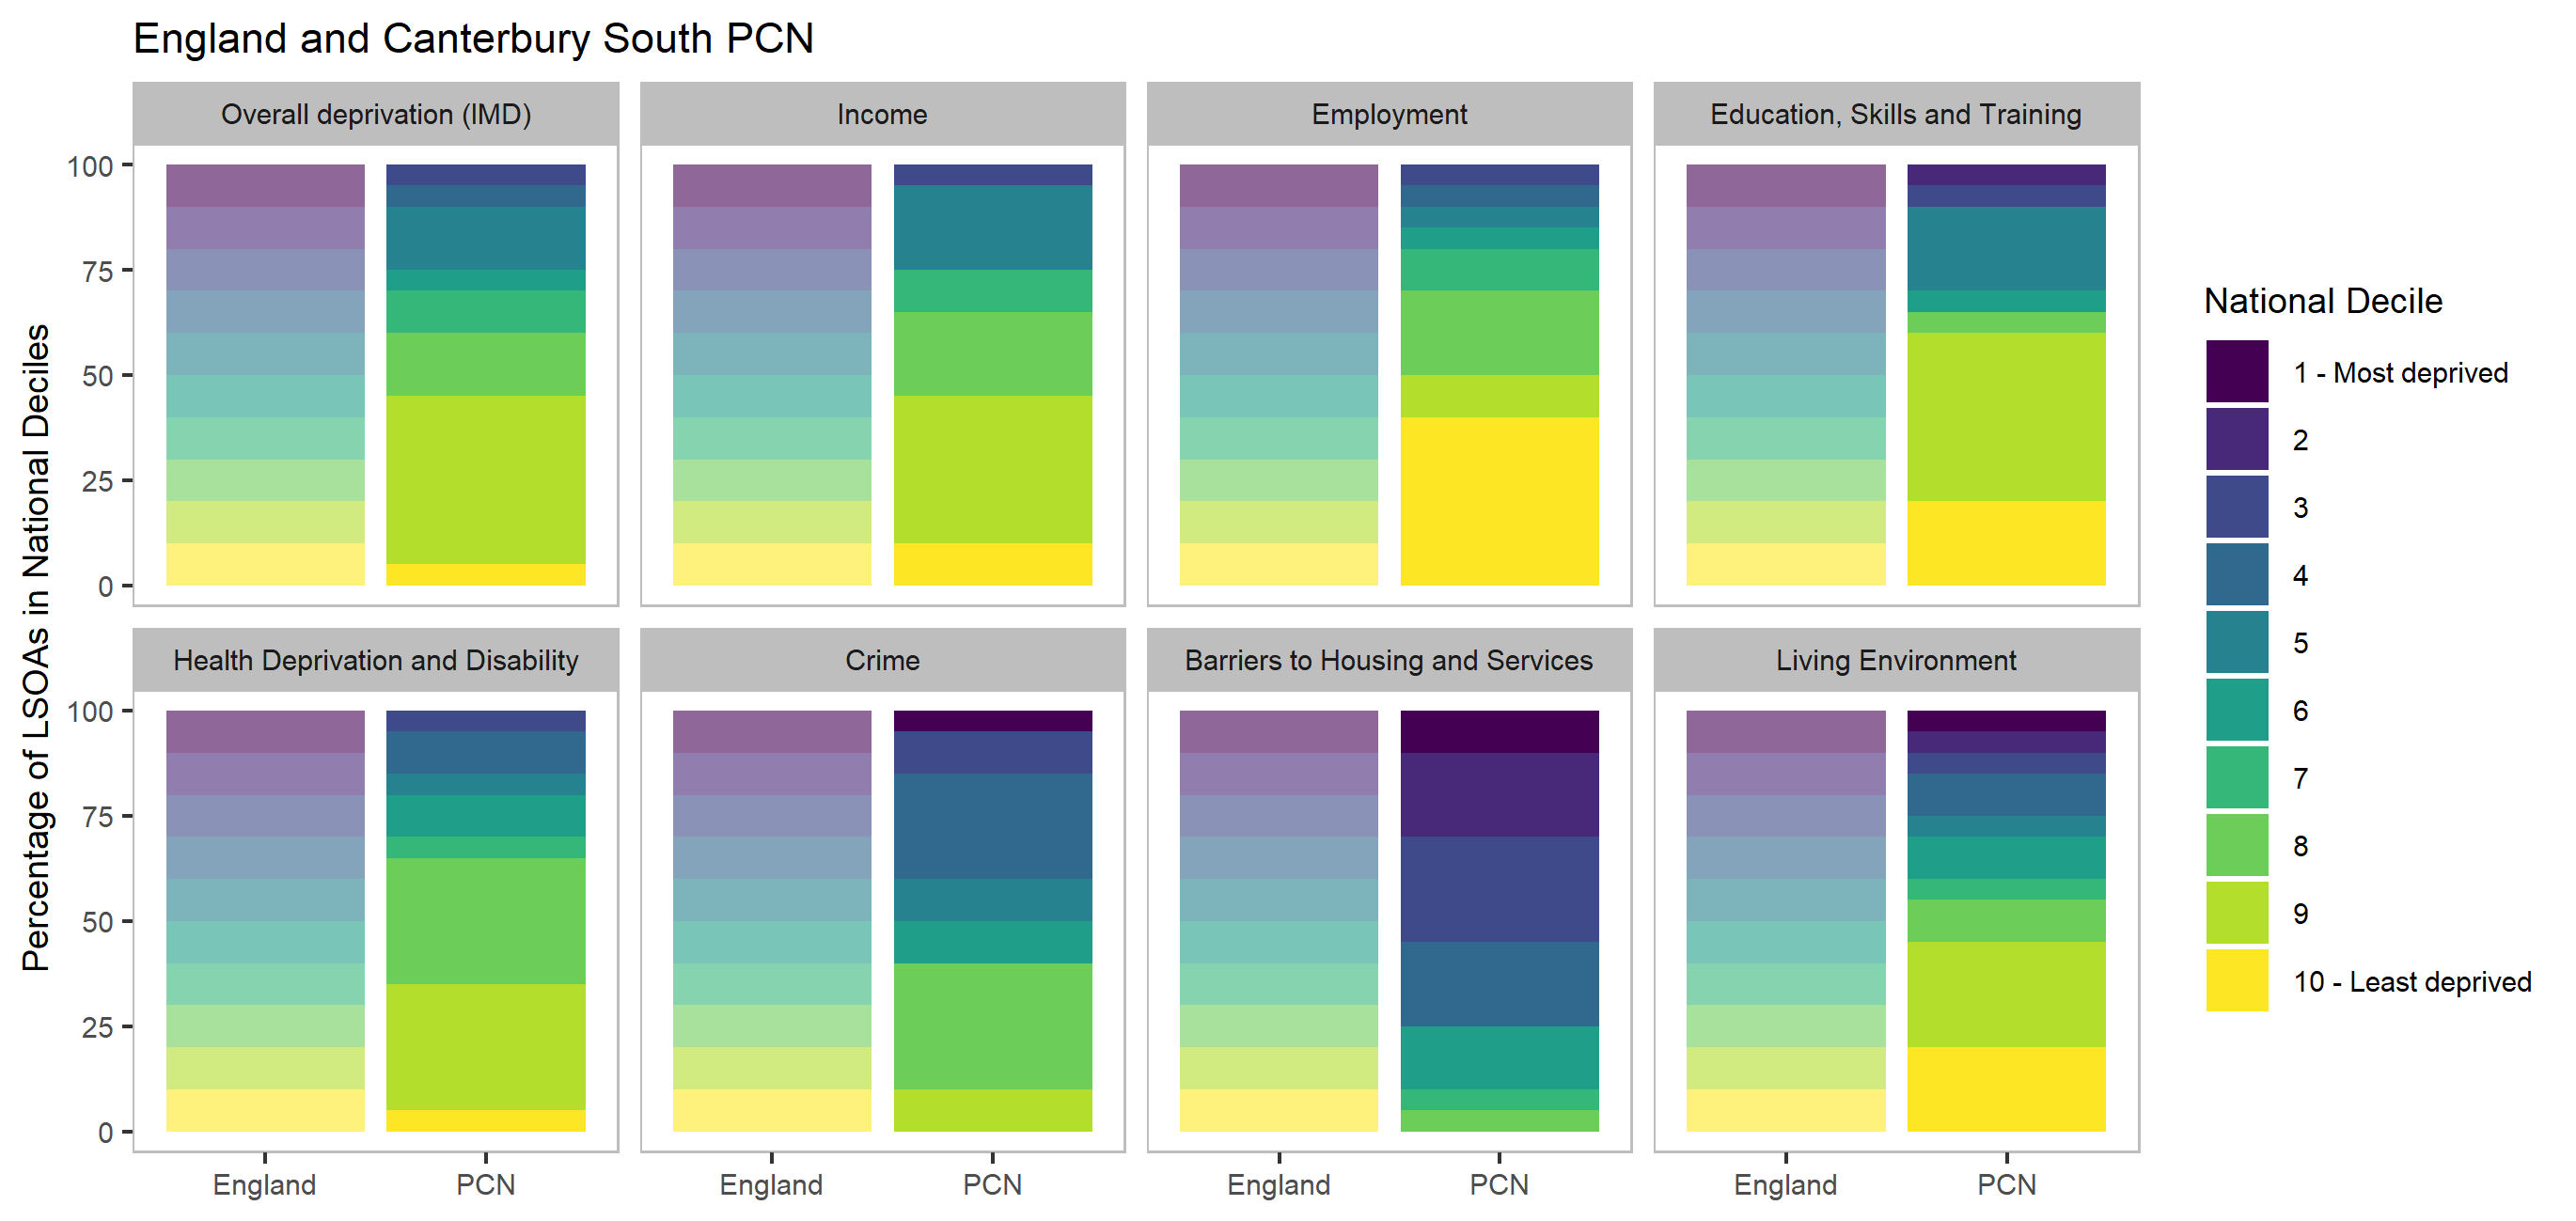 England and Canterbury South PCN
Overall deprivation (IMD)
Income
Employment
Education, Skills and Training
100
75
50
25
0
Health Deprivation and Disability
Crime
Barriers to Housing and Services
Living Environment
100
75
50
25
0
England
PCN
England
PCN
England
PCN
England
PCN
Percentage of LSOAs in National Deciles
National Decile
1 - Most deprived
2
3
4
5
6
7
8
9
10 - Least deprived